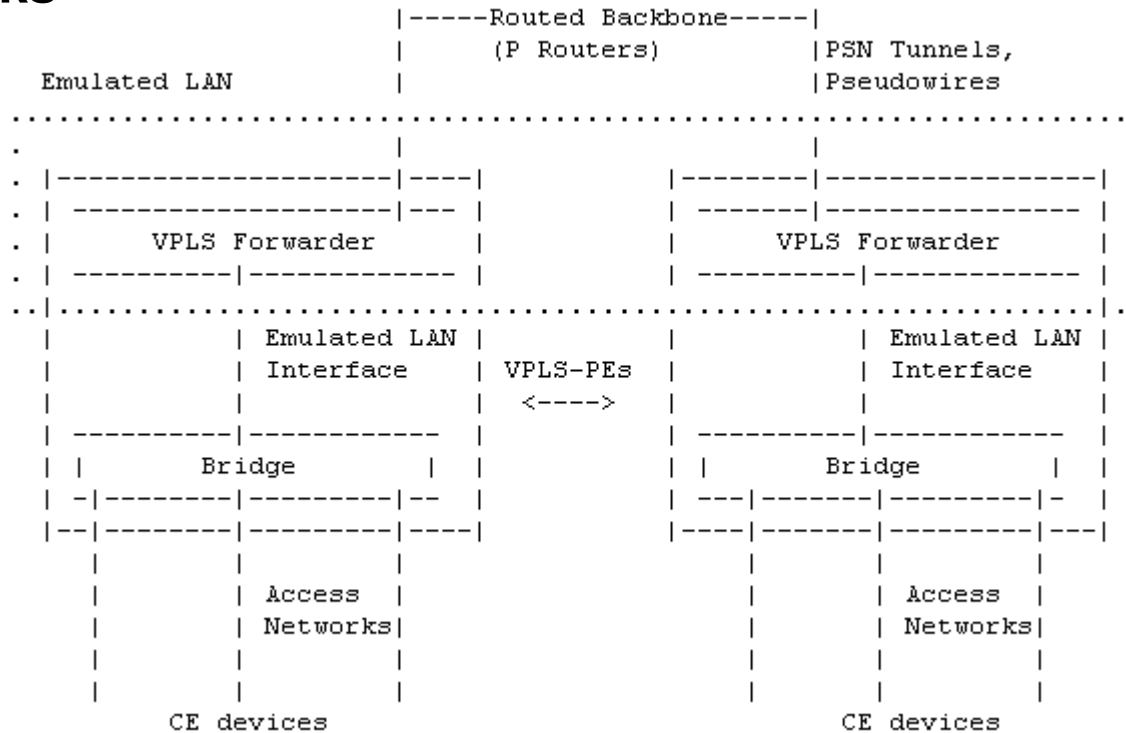 |-----Routed Backbone-----|
| (P Routers) |PSN Tunnels,
Emulated LAN | |Pseudowires
.......................................................................
. | |
. |---------------------|----| |--------|-----------------|
. | --------------------|--- | | -------|---------------- |
. | VPLS Forwarder | | VPLS Forwarder |
. | ----------|------------- | | ----------|------------- |
..|.................................................................|.
| | Emulated LAN | | | Emulated LAN |
| | Interface | VPLS-PEs | | Interface |
| | | <----> | | |
| ----------|------------ | | ----------|------------ |
| | Bridge | | | | Bridge | |
| -|--------|---------|-- | | ---|-------|---------|- |
|--|--------|---------|----| |----|-------|---------|---|
| | | | | |
| | Access | | | Access |
| | Networks| | | Networks|
| | | | | |
| | | | | |
CE devices CE devices